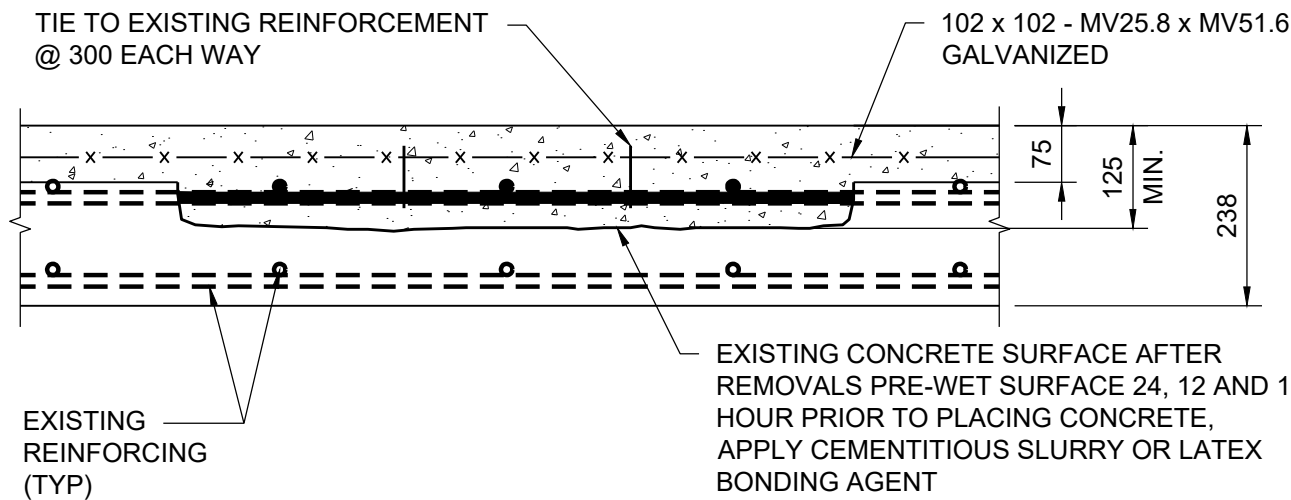 TIE TO EXISTING REINFORCEMENT
@ 300 EACH WAY
102 x 102 - MV25.8 x MV51.6
GALVANIZED
75
125
MIN.
238
EXISTING
REINFORCING
(TYP)
EXISTING CONCRETE SURFACE AFTER
REMOVALS PRE-WET SURFACE 24, 12 AND 1
HOUR PRIOR TO PLACING CONCRETE,
APPLY CEMENTITIOUS SLURRY OR LATEX
BONDING AGENT